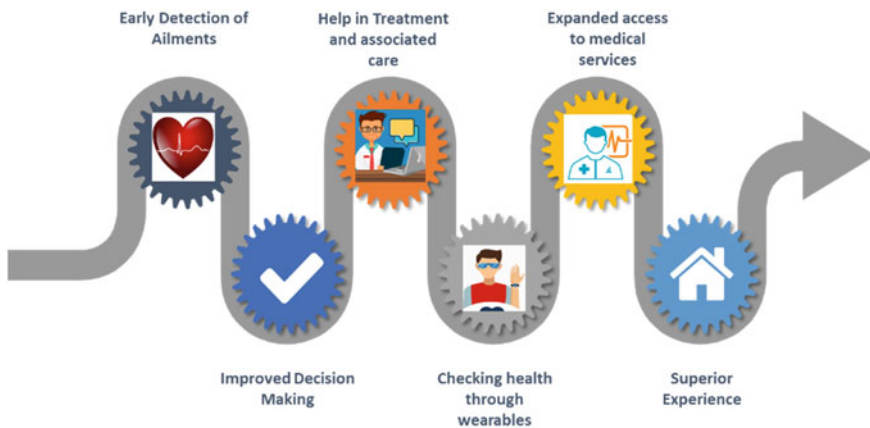 Early Detection of
Ailments
Help in Treatment
and associated
care
Expanded access
to medical
services
Improved Decision
Making
Checking health
through
wearables
Superior
Experience